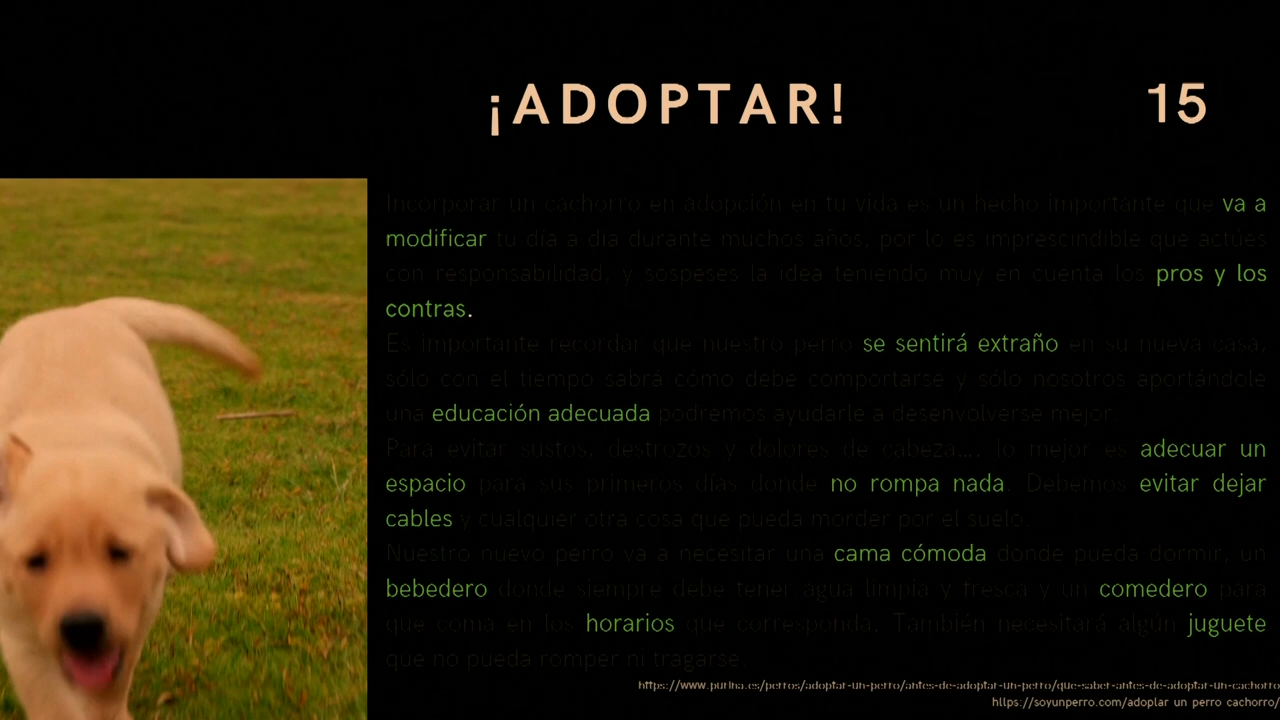 ¡ADOPTAR!
15
Incorporar un cachorro en adopción en tu vida es un hecho importante que va a
modificar tu día a día durante muchos años, por lo es imprescindible que actúes
con responsabilidad, y sospeses la idea teniendo muy en cuenta los pros y los
contras.
Es importante recordar que nuestro perro se sentirá extraño en su nueva casa,
sólo con el tiempo sabrá cómo debe comportarse y sólo nosotros aportándole
una educación adecuada podremos ayudarle a desenvolverse mejor.
Para evitar sustos, destrozos y dolores de cabeza…, lo mejor es adecuar un
espacio para sus primeros días donde no rompa nada. Debemos evitar dejar
cables y cualquier otra cosa que pueda morder por el suelo.
Nuestro nuevo perro va a necesitar una cama cómoda donde pueda dormir, un
bebedero donde siempre debe tener agua limpia y fresca y un comedero para
que coma en los horarios que corresponda. También necesitará algún juguete
que no pueda romper ni tragarse.
https://www.purina.es/perros/adoptar-un-perro/antes-de-adoptar-un-perro/que-saber-antes-de-adoptar-un-cachorro
https://soyunperro.com/adoptar un perro cachorro/